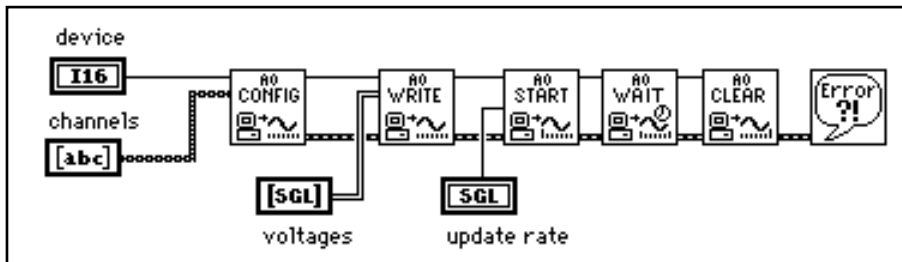 device
I16
channels
[abc]
AO CONFIG
AO WRITE
AO START
AO WAIT
AO CLEAR
Error ?!
[SGL]
voltages
SGL
update rate